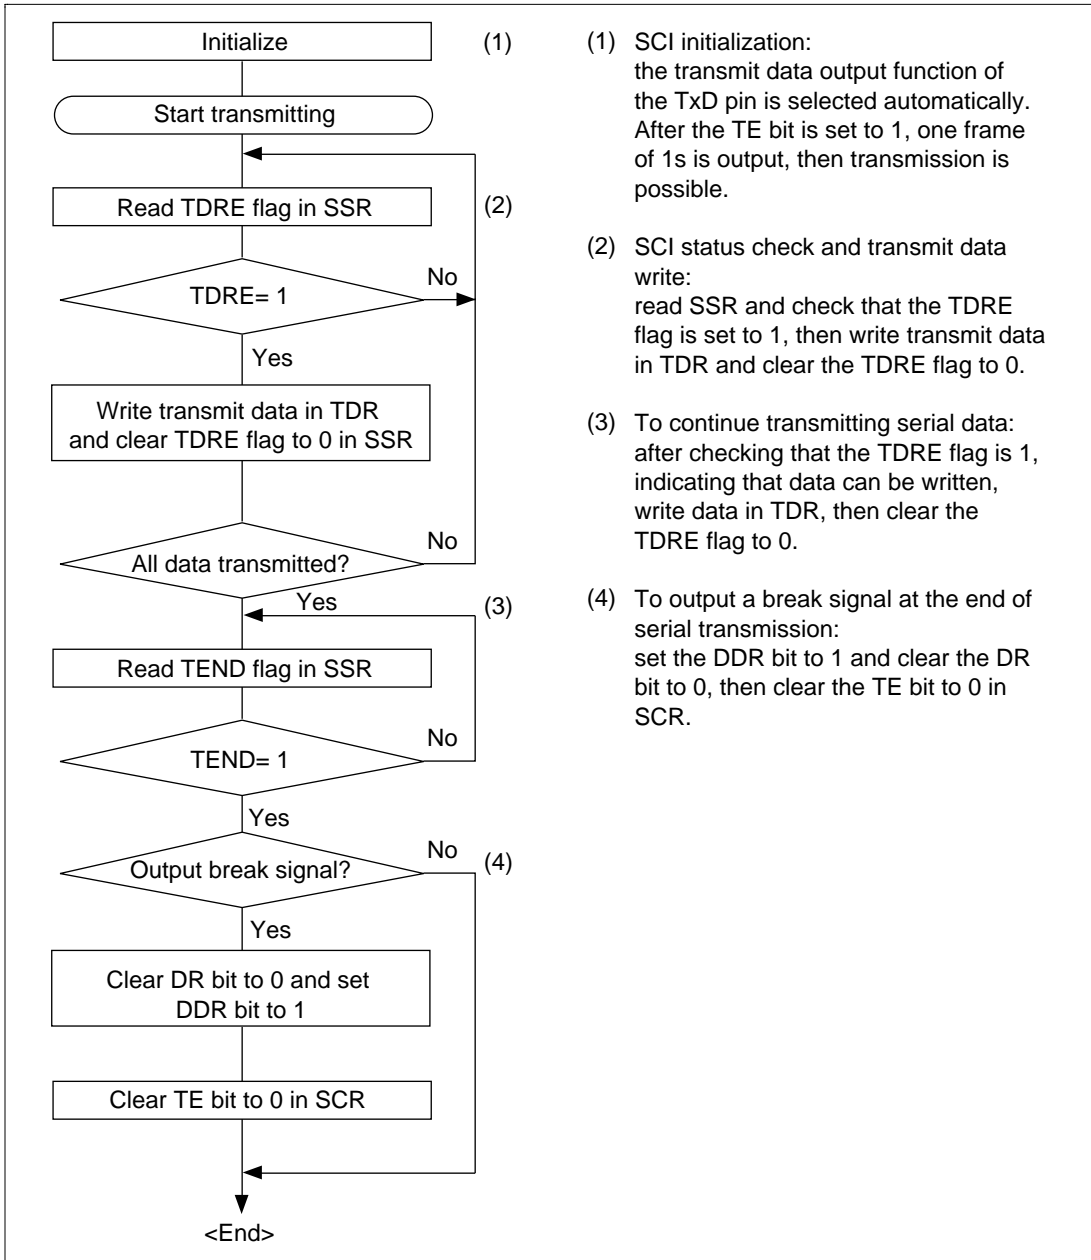 Initialize
(1)
Start transmitting
Read TDRE flag in SSR
(2)
TDRE= 1
No
Yes
Write transmit data in TDR
and clear TDRE flag to 0 in SSR
All data transmitted?
No
Yes
(3)
Read TEND flag in SSR
TEND= 1
No
Yes
Output break signal?
No
(4)
Yes
Clear DR bit to 0 and set
DDR bit to 1
Clear TE bit to 0 in SCR
<End>
(1) SCI initialization:
the transmit data output function of
the TxD pin is selected automatically.
After the TE bit is set to 1, one frame
of 1s is output, then transmission is
possible.
(2) SCI status check and transmit data
write:
read SSR and check that the TDRE
flag is set to 1, then write transmit data
in TDR and clear the TDRE flag to 0.
(3) To continue transmitting serial data:
after checking that the TDRE flag is 1,
indicating that data can be written,
write data in TDR, then clear the
TDRE flag to 0.
(4) To output a break signal at the end of
serial transmission:
set the DDR bit to 1 and clear the DR
bit to 0, then clear the TE bit to 0 in
SCR.